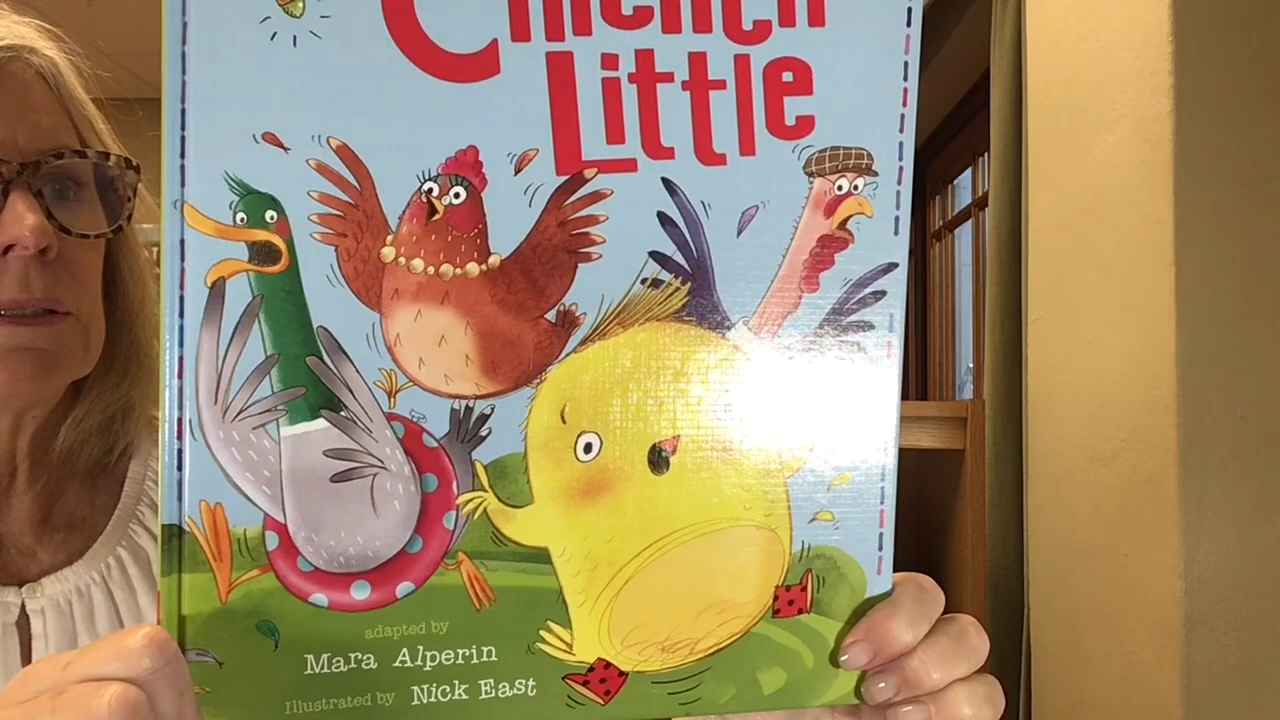 Chicken
Little
adapted by
Mara Alperin
Illustrated by Nick East